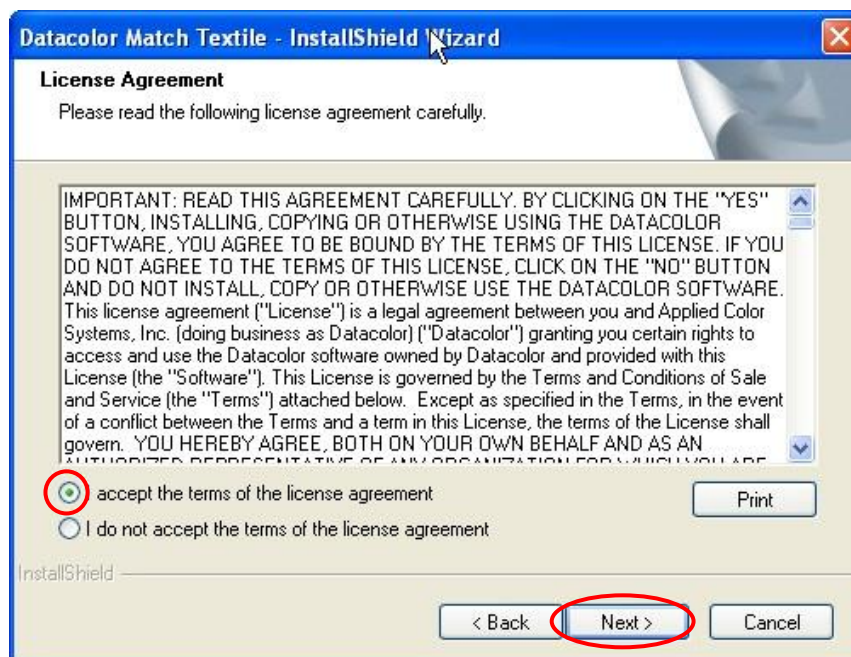 Datacolor Match Textile - InstallShield Wizard
License Agreement
Please read the following license agreement carefully.
IMPORTANT: READ THIS AGREEMENT CAREFULLY. BY CLICKING ON THE "YES"
BUTTON, INSTALLING, COPYING OR OTHERWISE USING THE DATACOLOR
SOFTWARE, YOU AGREE TO BE BOUND BY THE TERMS OF THIS LICENSE. IF YOU
DO NOT AGREE TO THE TERMS OF THIS LICENSE, CLICK ON THE "NO" BUTTON
AND DO NOT INSTALL, COPY OR OTHERWISE USE THE DATACOLOR SOFTWARE.
This license agreement ("License") is a legal agreement between you and Applied Color
Systems, Inc. (doing business as Datacolor) ("Datacolor") granting you certain rights to
access and use the Datacolor software owned by Datacolor and provided with this
License (the "Software"). This License is governed by the Terms and Conditions of Sale
and Service (the "Terms") attached below. Except as specified in the Terms, in the event
of a conflict between the Terms and a term in this License, the terms of the License shall
govern. YOU HEREBY AGREE, BOTH ON YOUR OWN BEHALF AND AS AN
AUTHORIZED REPRESENTATIVE OF ANY ORGANIZATION FOR WHICH YOU ARE
accept the terms of the license agreement
Print
I do not accept the terms of the license agreement
InstallShield
< Back
Next >
Cancel